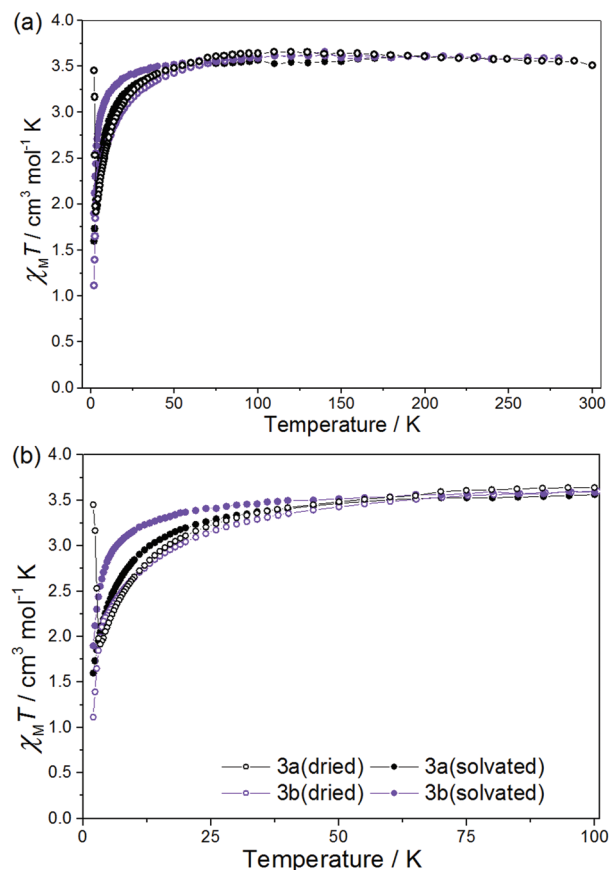 (a)
4.0
3.5
3.0
2.5
2.0
1.5
1.0
0.5
0.0
χM T / cm³ mol⁻¹ K
0 50 100 150 200 250 300
Temperature / K
(b)
4.0
3.5
3.0
2.5
2.0
1.5
1.0
0.5
0.0
χM T / cm³ mol⁻¹ K
3a(dried) 3a(solvated)
3b(dried) 3b(solvated)
0 25 50 75 100
Temperature / K